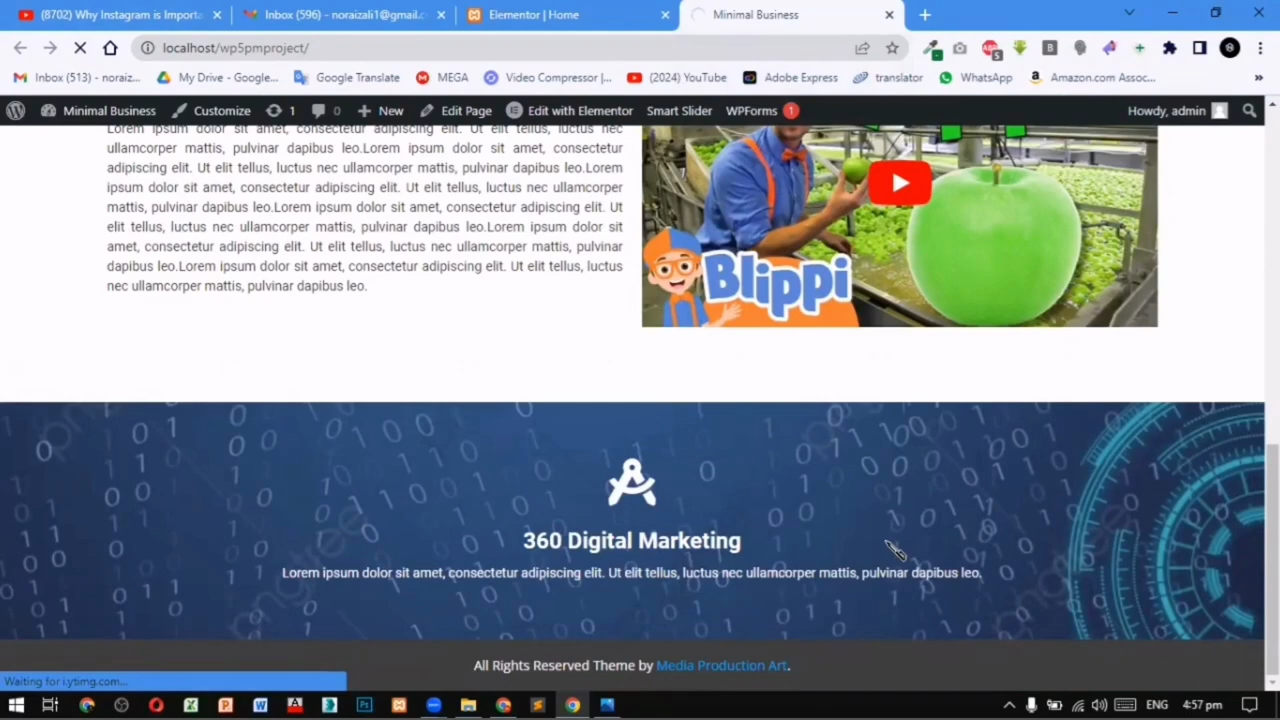 (8702) Why Instagram is Importa
Inbox (596) - noraizali1@gmail.c
Elementor | Home
Minimal Business
localhost/wp5pmproject/
Inbox (513) - noraiz...
My Drive - Google...
Google Translate
MEGA
Video Compressor |...
(2024) YouTube
Adobe Express
translator
WhatsApp
Amazon.com Assoc...
Minimal Business
Customize
1
0
New
Edit Page
Edit with Elementor
Smart Slider
WPForms 1
Howdy, admin
Lorem ipsum dolor sit amet, consectetur adipiscing elit. Ut elit tellus, luctus nec
ullamcorper mattis, pulvinar dapibus leo.Lorem ipsum dolor sit amet, consectetur
adipiscing elit. Ut elit tellus, luctus nec ullamcorper mattis, pulvinar dapibus leo.Lorem
ipsum dolor sit amet, consectetur adipiscing elit. Ut elit tellus, luctus nec ullamcorper
mattis, pulvinar dapibus leo.Lorem ipsum dolor sit amet, consectetur adipiscing elit. Ut
elit tellus, luctus nec ullamcorper mattis, pulvinar dapibus leo.Lorem ipsum dolor sit
amet, consectetur adipiscing elit. Ut elit tellus, luctus nec ullamcorper mattis, pulvinar
dapibus leo.Lorem ipsum dolor sit amet, consectetur adipiscing elit. Ut elit tellus, luctus
nec ullamcorper mattis, pulvinar dapibus leo.
Blippi
360 Digital Marketing
Lorem ipsum dolor sit amet, consectetur adipiscing elit. Ut elit tellus, luctus nec ullamcorper mattis, pulvinar dapibus leo.
All Rights Reserved Theme by Media Production Art.
Waiting for i.ytimg.com...
ENG
4:57 pm